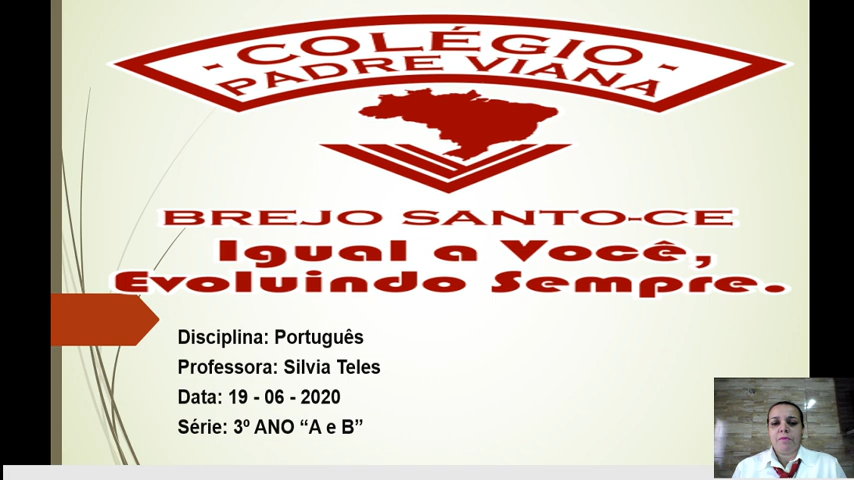 - COLÉGIO -
PADRE VIANA
BREJO SANTO-CE
Igual a Você,
Evoluindo Sempre.
Disciplina: Português
Professora: Silvia Teles
Data: 19 - 06 - 2020
Série: 3º ANO “A e B”